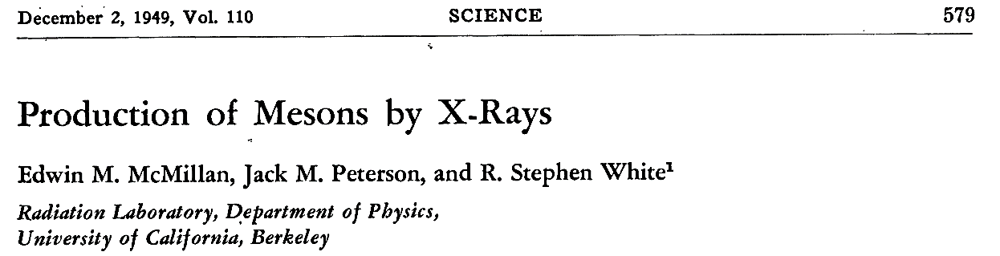 December 2, 1949, Vol. 110 SCIENCE 579
Production of Mesons by X-Rays
Edwin M. McMillan, Jack M. Peterson, and R. Stephen White¹
Radiation Laboratory, Department of Physics,
University of California, Berkeley